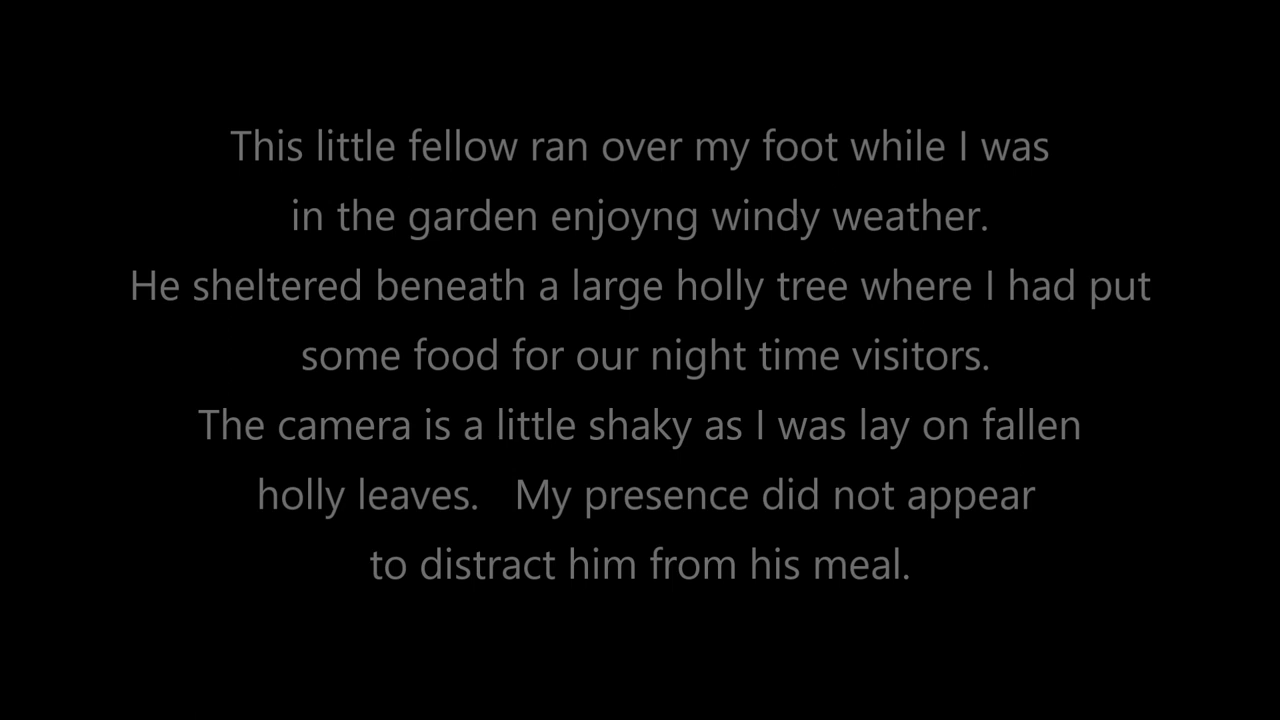 This little fellow ran over my foot while I was
in the garden enjoyng windy weather.
He sheltered beneath a large holly tree where I had put
some food for our night time visitors.
The camera is a little shaky as I was lay on fallen
holly leaves.   My presence did not appear
to distract him from his meal.